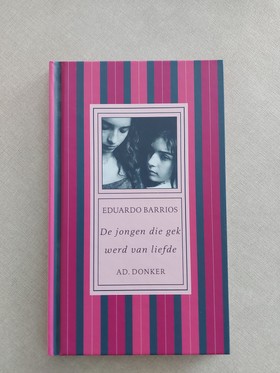 EDUARDO BARRIOS
De jongen die gek
werd van liefde
AD. DONKER